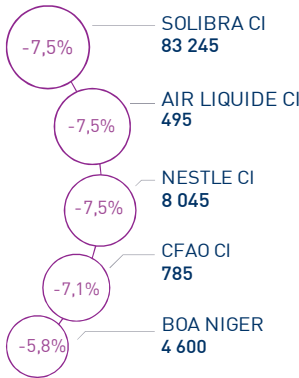 -7,5%
SOLIBRA CI
83 245
-7,5%
AIR LIQUIDE CI
495
-7,5%
NESTLE CI
8 045
-7,1%
CFAO CI
785
-5,8%
BOA NIGER
4 600